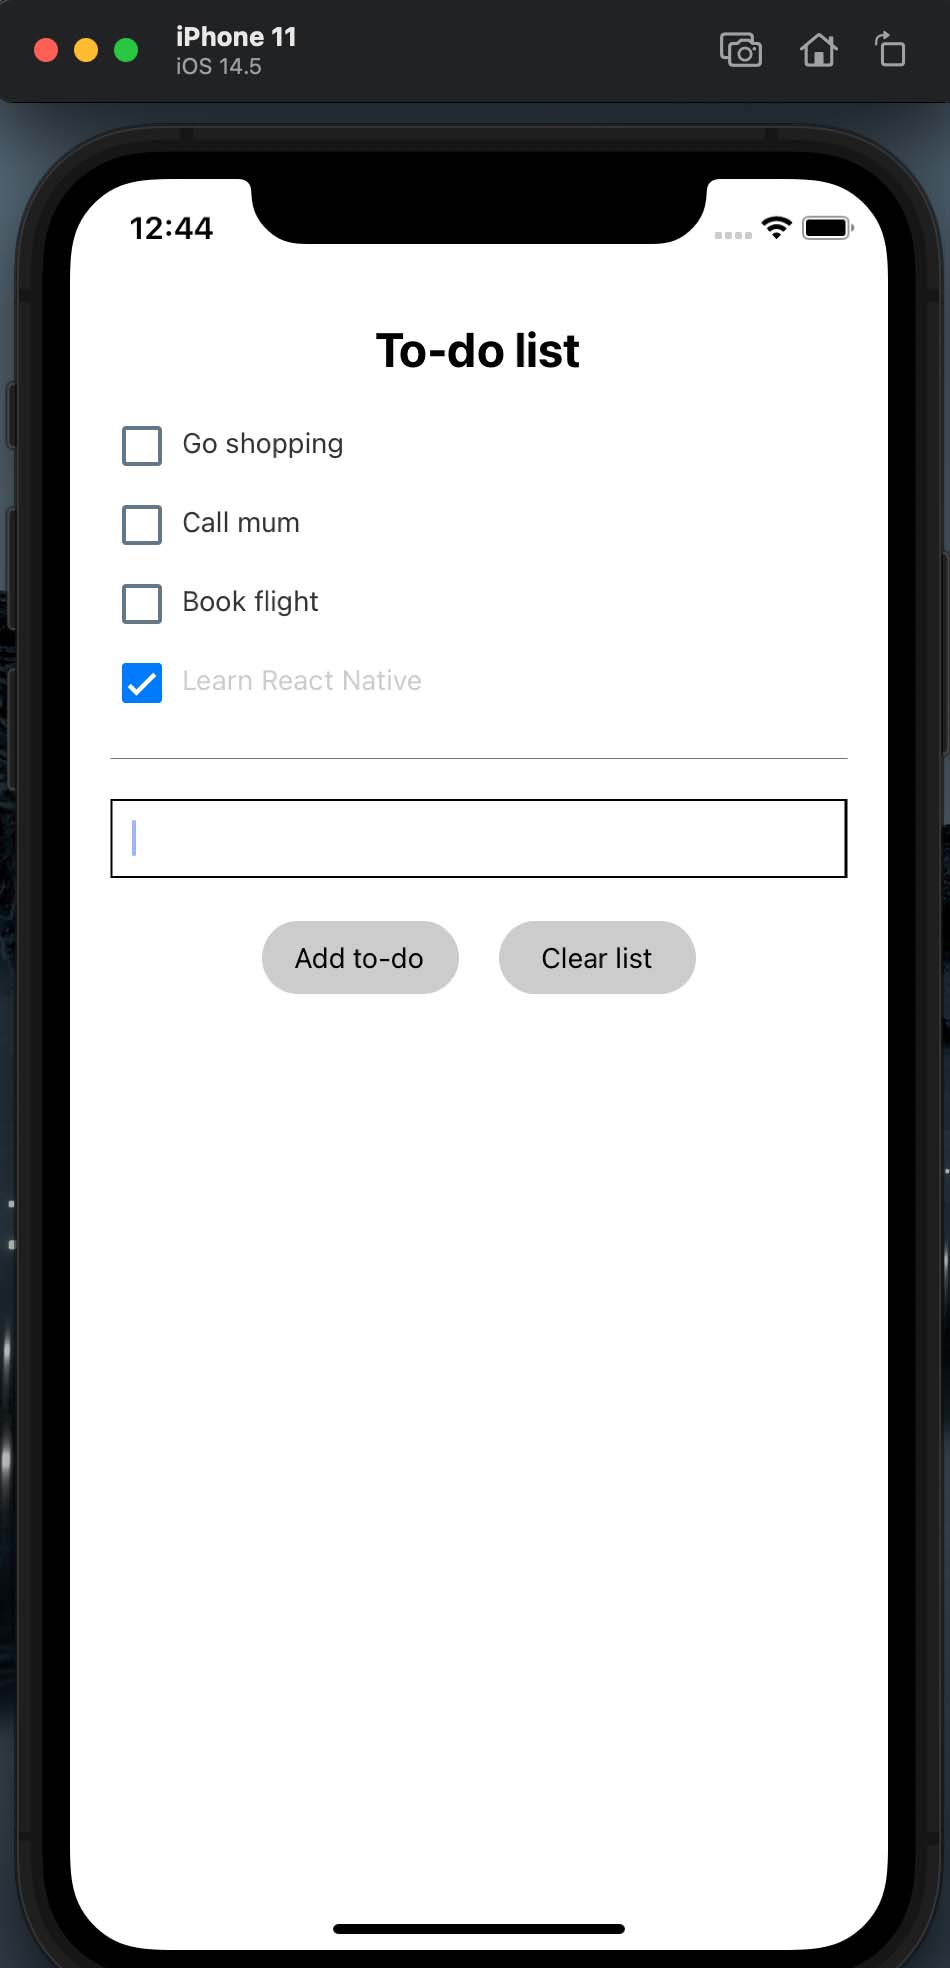 iPhone 11
iOS 14.5
12:44
To-do list
Go shopping
Call mum
Book flight
Learn React Native
Add to-do
Clear list